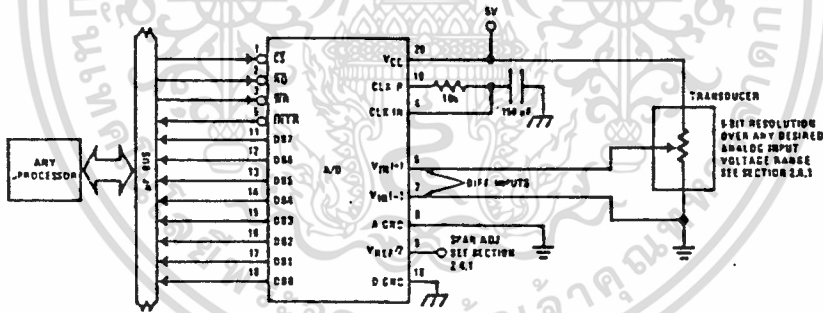 5V
1 CS
20 VCC
2 RD
19 CLK R
10k
3 WR
4 CLK IN
150 pF
5 INTR
TRANSDUCER
11 DB7
12 DB6
13 DB5
14 DB4
15 DB3
16 DB2
17 DB1
18 DB0
ANY
µPROCESSOR
µP BUS
A/D
VIN(+) 6
VIN(-) 7
DIFF INPUTS
A GND 8
VREF/2 9
SPAN ADJ
SEE SECTION
2.4.1
D GND 10
8-BIT RESOLUTION
OVER ANY DESIRED
ANALOG INPUT
VOLTAGE RANGE
SEE SECTION 2.4.1